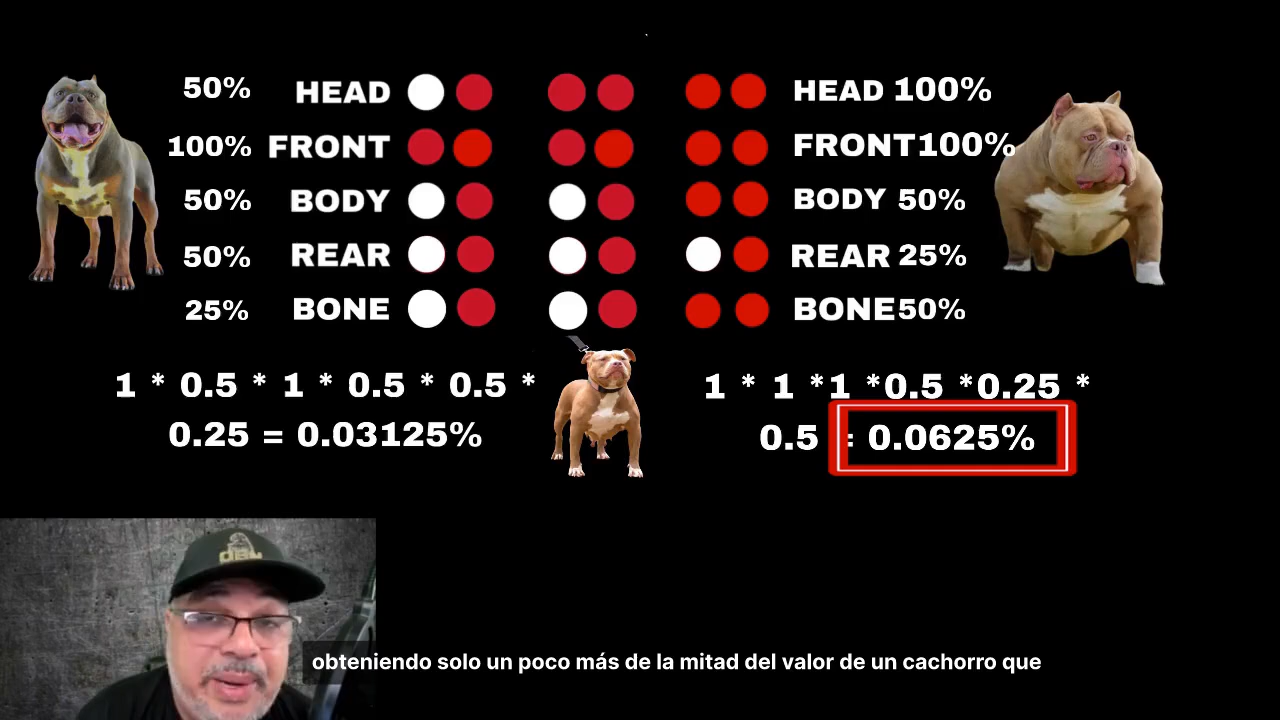 50% HEAD HEAD 100%
100% FRONT FRONT100%
50% BODY BODY 50%
50% REAR REAR 25%
25% BONE BONE50%
1 * 0.5 * 1 * 0.5 * 0.5 *
0.25 = 0.03125%
1 * 1 *1 *0.5 *0.25 *
0.5 = 0.0625%
obteniendo solo un poco más de la mitad del valor de un cachorro que